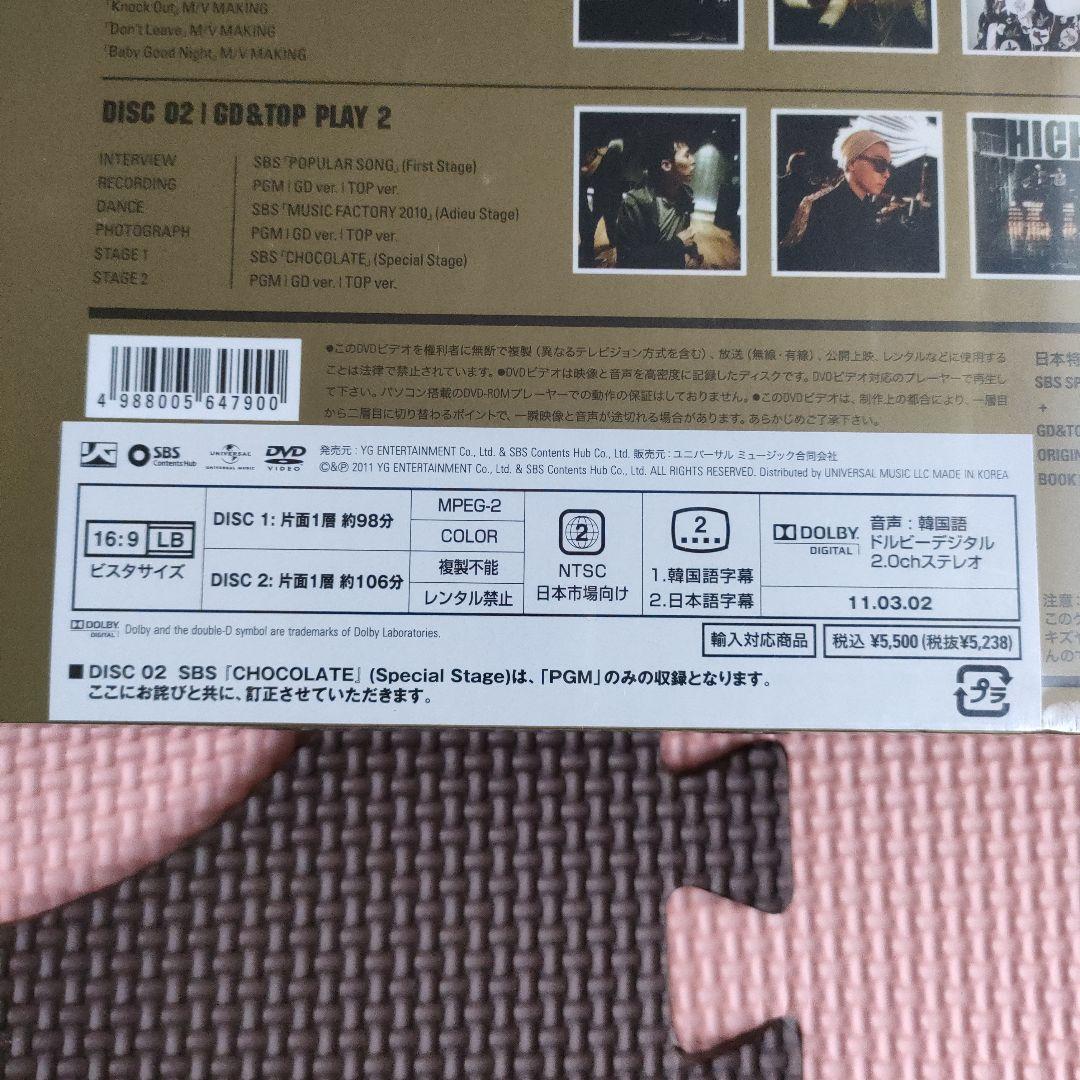 「Knock Out」 M/V MAKING
「Don't Leave」 M/V MAKING
「Baby Good Night」 M/V MAKING
DISC 02 | GD&TOP PLAY 2
INTERVIEW
RECORDING
DANCE
PHOTOGRAPH
STAGE 1
STAGE 2
SBS「POPULAR SONG」(First Stage)
PGM | GD ver. | TOP ver.
SBS「MUSIC FACTORY 2010」(Adieu Stage)
PGM | GD ver. | TOP ver.
SBS「CHOCOLATE」(Special Stage)
PGM | GD ver. | TOP ver.
HIGH
4 988005 647900
●このDVDビデオを権利者に無断で複製(異なるテレビジョン方式を含む)、放送(無線・有線)、公開上映、レンタルなどに使用する
ことは法律で禁止されています。●DVDビデオは映像と音声を高密度に記録したディスクです。DVDビデオ対応のプレーヤーで再生し
て下さい。パソコン搭載のDVD-ROMプレーヤーでの動作の保証はしておりません。●このDVDビデオは、制作上の都合により、一層目
から二層目に切り替わるポイントで、一瞬映像と音声が途切れる場合があります。あらかじめご了承下さい。
日本特
SBS SP
+
GD&TO
ORIGIN
BOOK
注意:
このケ
キズや
んので
YG
SBS
Contents Hub
UNIVERSAL
UNIVERSAL MUSIC
DVD
VIDEO
発売元:YG ENTERTAINMENT Co., Ltd. & SBS Contents Hub Co., Ltd. 販売元:ユニバーサル ミュージック合同会社
©&℗ 2011 YG ENTERTAINMENT Co., Ltd. & SBS Contents Hub Co., Ltd. ALL RIGHTS RESERVED. Distributed by UNIVERSAL MUSIC LLC MADE IN KOREA
16:9 LB
ビスタサイズ
DISC 1: 片面1層 約98分
DISC 2: 片面1層 約106分
MPEG-2
COLOR
複製不能
レンタル禁止
2
NTSC
日本市場向け
2
1.韓国語字幕
2.日本語字幕
DOLBY
DIGITAL
音声:韓国語
ドルビーデジタル
2.0chステレオ
11.03.02
DOLBY
DIGITAL
Dolby and the double-D symbol are trademarks of Dolby Laboratories.
輸入対応商品
税込 ¥5,500(税抜¥5,238)
■DISC 02 SBS『CHOCOLATE』(Special Stage)は、「PGM」のみの収録となります。
ここにお詫びと共に、訂正させていただきます。
プラ